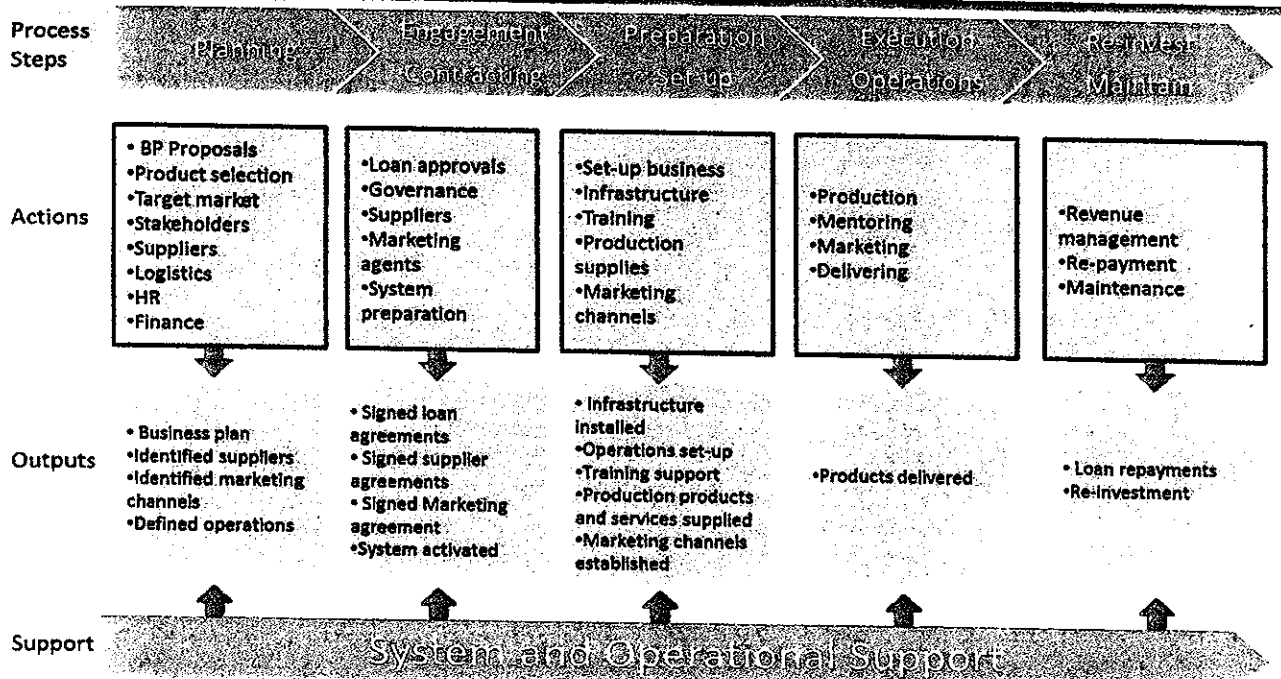 Process
Steps
Planning
Engagement
Contracting
Preparation
Set-up
Execution
Operations
Re-invest
Maintain
Actions
• BP Proposals
•Product selection
•Target market
•Stakeholders
•Suppliers
•Logistics
•HR
•Finance
•Loan approvals
•Governance
•Suppliers
•Marketing
agents
•System
preparation
•Set-up business
•Infrastructure
•Training
•Production
supplies
•Marketing
channels
•Production
•Mentoring
•Marketing
•Delivering
•Revenue
management
•Re-payment
•Maintenance
Outputs
• Business plan
•Identified suppliers
•Identified marketing
channels
•Defined operations
• Signed loan
agreements
• Signed supplier
agreements
• Signed Marketing
agreement
•System activated
• Infrastructure
installed
•Operations set-up
•Training support
•Production products
and services supplied
•Marketing channels
established
•Products delivered
• Loan repayments
•Re-investment
Support
System and Operational Support